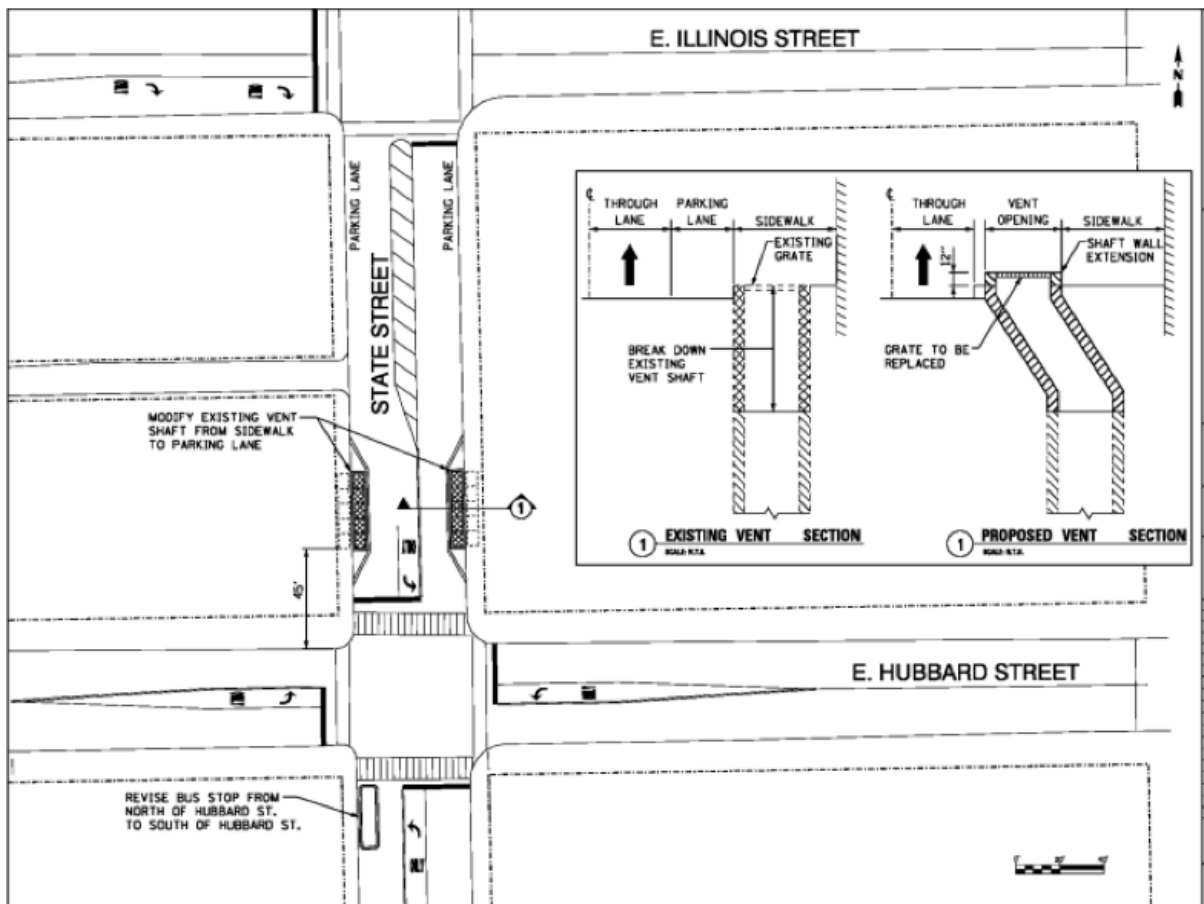 E. ILLINOIS STREET
N
PARKING LANE
PARKING LANE
STATE STREET
MODIFY EXISTING VENT
SHAFT FROM SIDEWALK
TO PARKING LANE
1
ONLY
45'
E. HUBBARD STREET
REVISE BUS STOP FROM
NORTH OF HUBBARD ST.
TO SOUTH OF HUBBARD ST.
ONLY
℄
THROUGH
LANE
PARKING
LANE
SIDEWALK
EXISTING
GRATE
BREAK DOWN
EXISTING
VENT SHAFT
1 EXISTING VENT SECTION
SCALE: N.T.S.
℄
THROUGH
LANE
VENT
OPENING
SIDEWALK
12"
SHAFT WALL
EXTENSION
GRATE TO BE
REPLACED
1 PROPOSED VENT SECTION
SCALE: N.T.S.